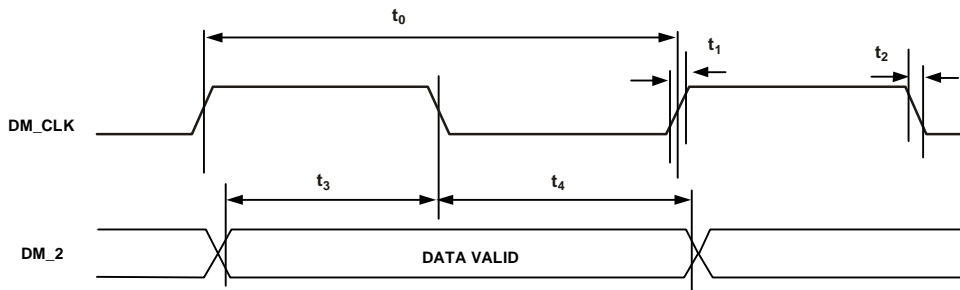 t0
t1
t2
DM_CLK
t3
t4
DM_2
DATA VALID